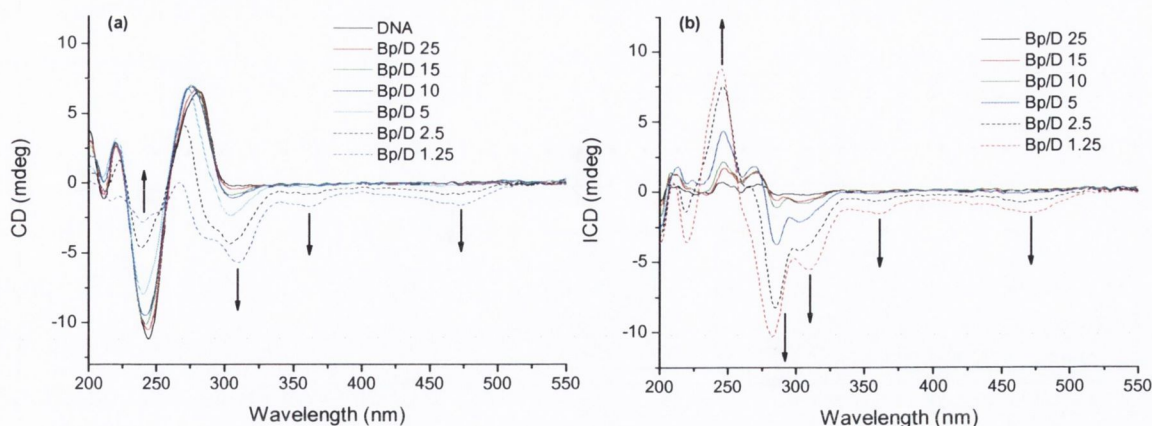 (a)
DNA
Bp/D 25
Bp/D 15
Bp/D 10
Bp/D 5
Bp/D 2.5
Bp/D 1.25
10
5
0
-5
-10
CD (mdeg)
200 250 300 350 400 450 500 550
Wavelength (nm)
(b)
Bp/D 25
Bp/D 15
Bp/D 10
Bp/D 5
Bp/D 2.5
Bp/D 1.25
10
5
0
-5
-10
ICD (mdeg)
200 250 300 350 400 450 500 550
Wavelength (nm)